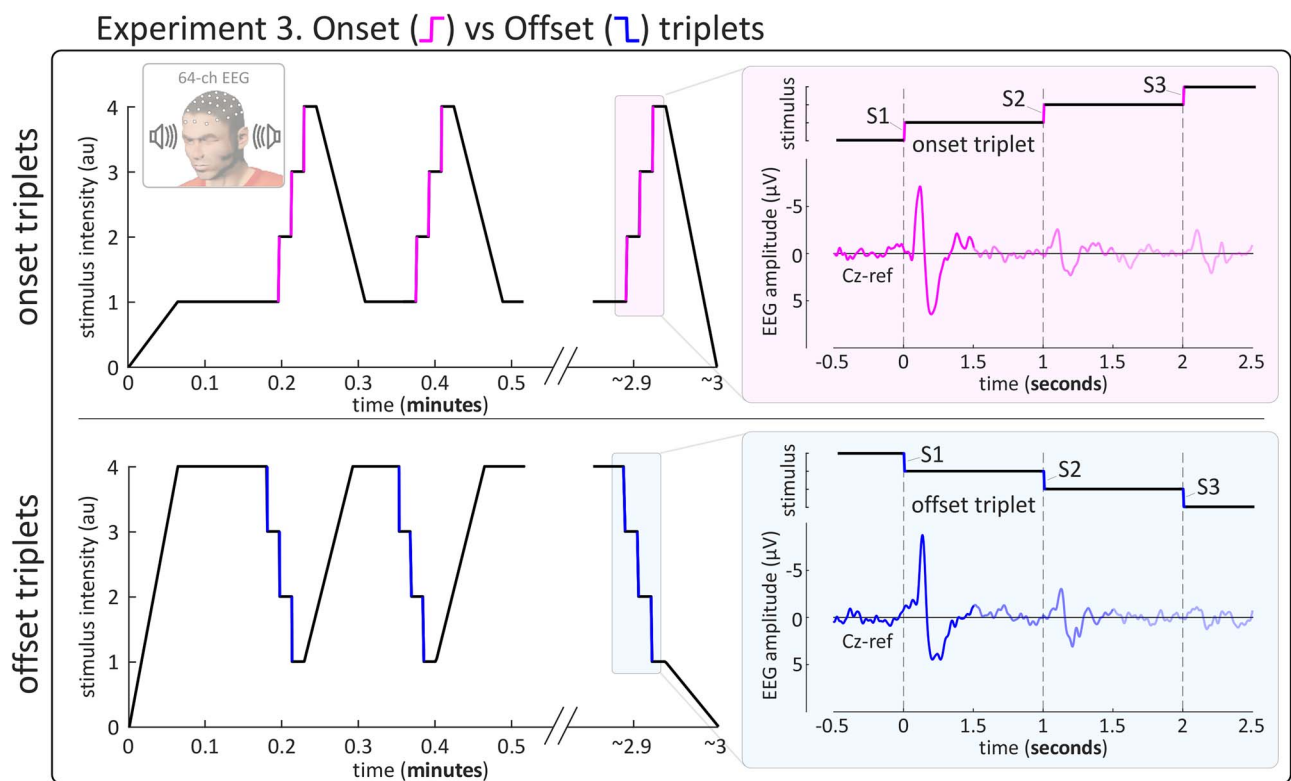 Experiment 3. Onset ( ) vs Offset ( ) triplets
onset triplets
64-ch EEG
stimulus intensity (au)
4
3
2
1
0
0 0.1 0.2 0.3 0.4 0.5 ~2.9 ~3
time (minutes)
stimulus
S1 S2 S3
onset triplet
EEG amplitude (µV)
-5
0
5
Cz-ref
-0.5 0 1.5 1 1.5 2 2.5
time (seconds)
offset triplets
stimulus intensity (au)
4
3
2
1
0
0 0.1 0.2 0.3 0.4 0.5 ~2.9 ~3
time (minutes)
stimulus
S1 S2 S3
offset triplet
EEG amplitude (µV)
-5
0
5
Cz-ref
-0.5 0 1.5 1 1.5 2 2.5
time (seconds)